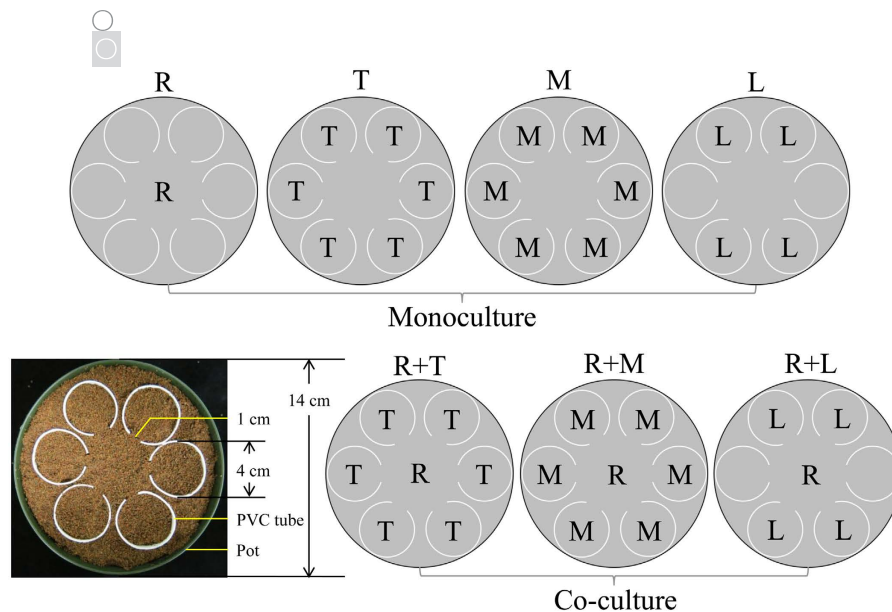 R T M L
T T M M L L
R T T M M
T T M M L L
Monoculture
R+T R+M R+L
14 cm
1 cm
T T M M L L
4 cm
T R T M R M R
PVC tube
T T M M L L
Pot
Co-culture